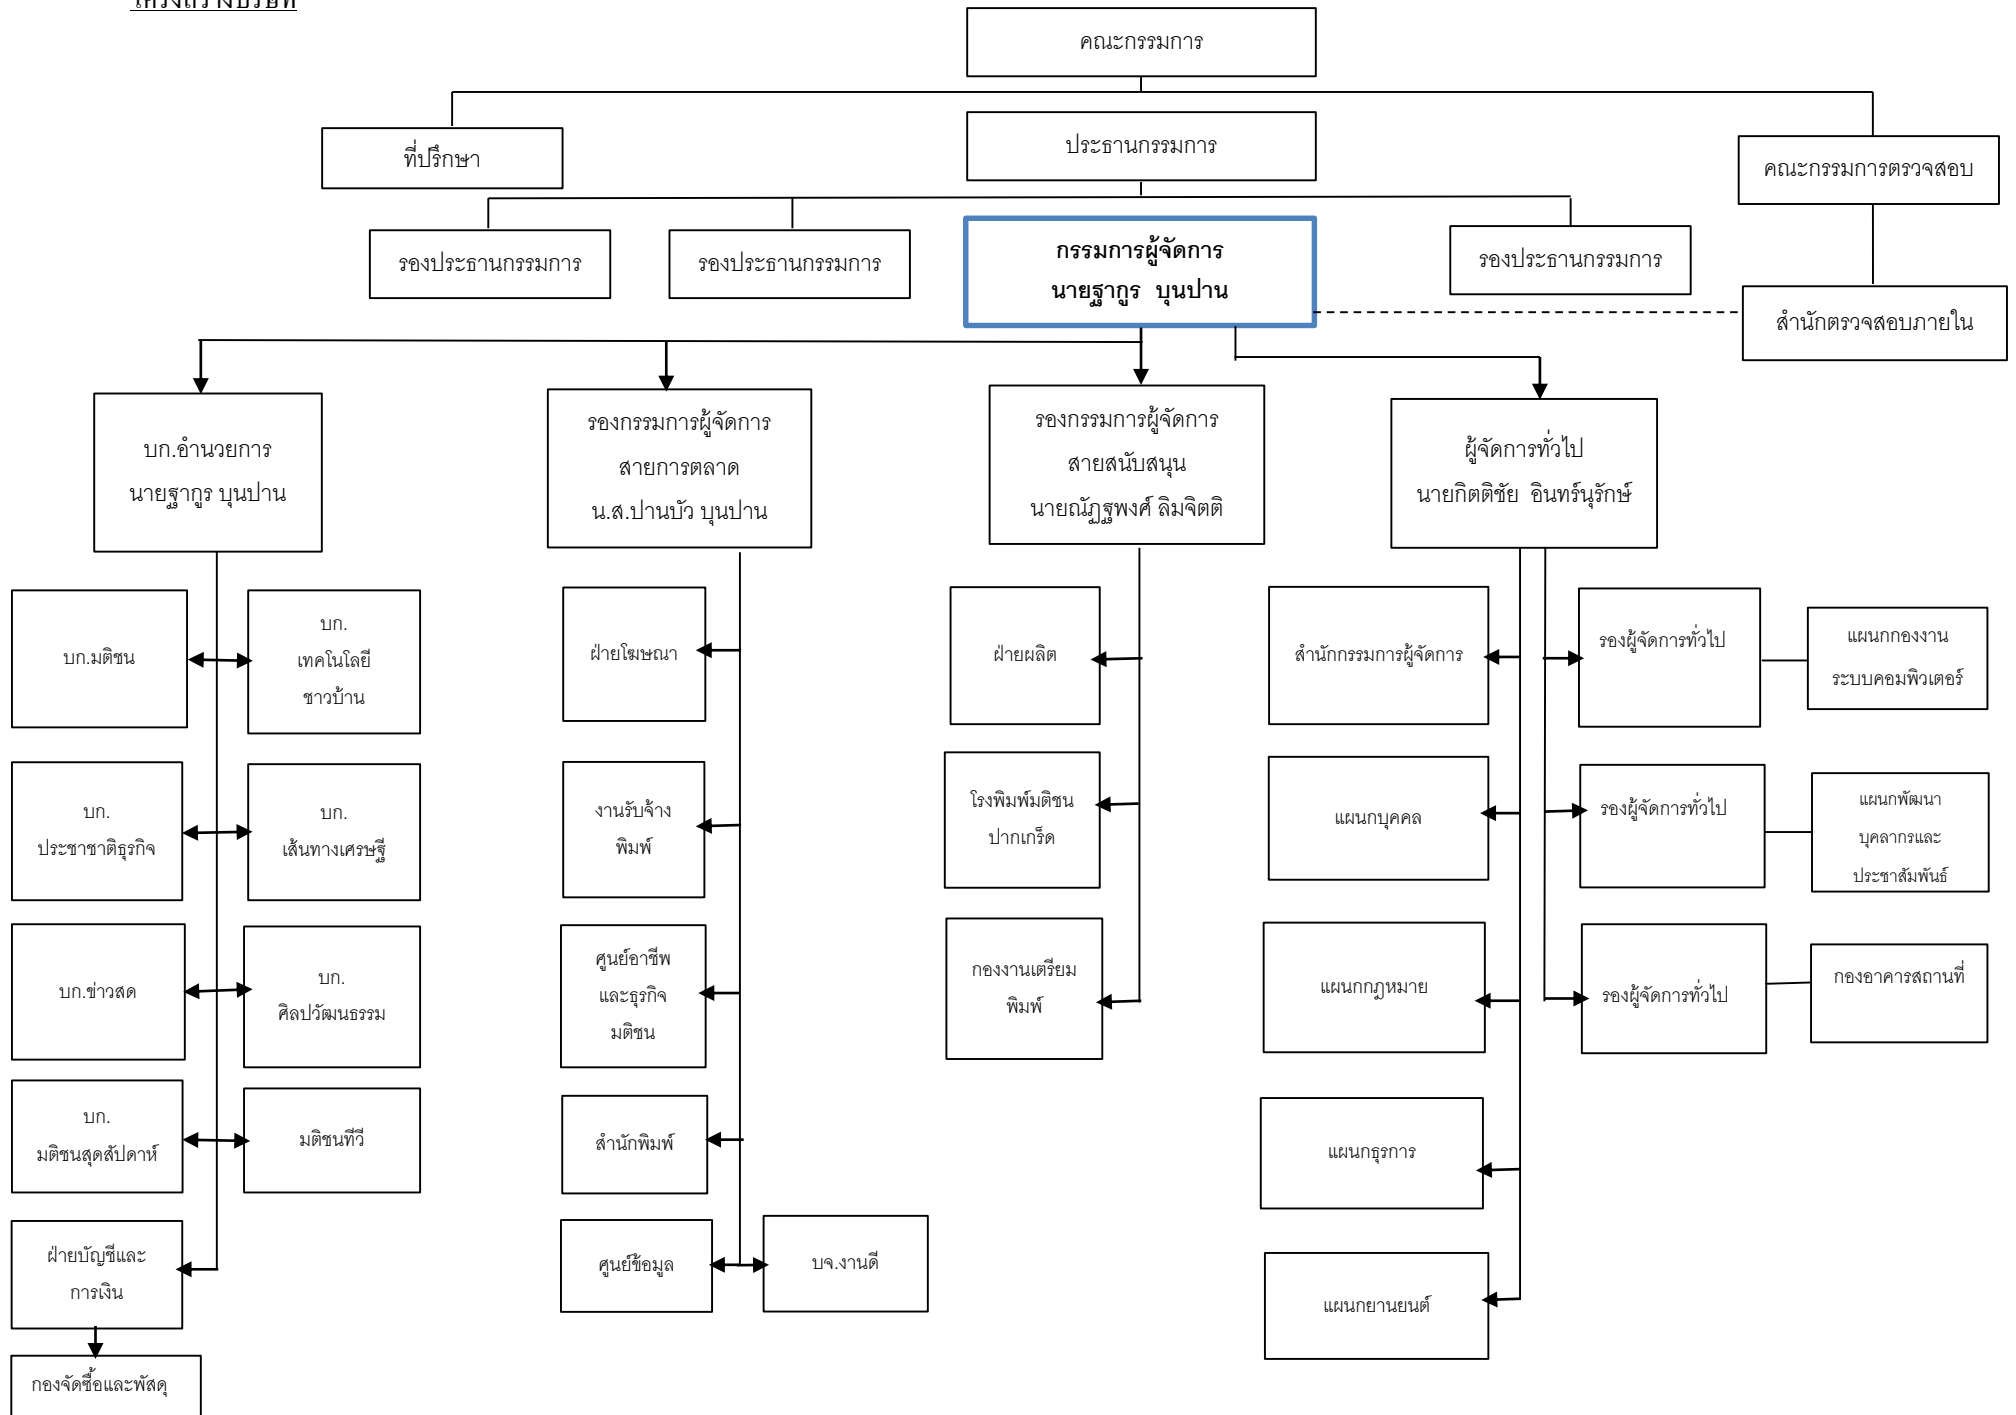 โครงสร้างบริษัท
คณะกรรมการ
ที่ปรึกษา
ประธานกรรมการ
คณะกรรมการตรวจสอบ
รองประธานกรรมการ
รองประธานกรรมการ
กรรมการผู้จัดการ
นายฐากูร บุนปาน
รองประธานกรรมการ
สำนักตรวจสอบภายใน
บก.อำนวยการ
นายฐากูร บุนปาน
รองกรรมการผู้จัดการ
สายการตลาด
น.ส.ปานบัว บุนปาน
รองกรรมการผู้จัดการ
สายสนับสนุน
นายณัฏฐพงศ์ ลิมจิตติ
ผู้จัดการทั่วไป
นายกิตติชัย อินทร์นุรักษ์
บก.มติชน
บก.
เทคโนโลยี
ชาวบ้าน
ฝ่ายโฆษณา
ฝ่ายผลิต
สำนักกรรมการผู้จัดการ
รองผู้จัดการทั่วไป
แผนกกองงาน
ระบบคอมพิวเตอร์
บก.
ประชาชาติธุรกิจ
บก.
เส้นทางเศรษฐี
งานรับจ้าง
พิมพ์
โรงพิมพ์มติชน
ปากเกร็ด
แผนกบุคคล
รองผู้จัดการทั่วไป
แผนกพัฒนา
บุคลากรและ
ประชาสัมพันธ์
บก.ข่าวสด
บก.
ศิลปวัฒนธรรม
ศูนย์อาชีพ
และธุรกิจ
มติชน
กองงานเตรียม
พิมพ์
แผนกกฎหมาย
รองผู้จัดการทั่วไป
กองอาคารสถานที่
บก.
มติชนสุดสัปดาห์
มติชนทีวี
สำนักพิมพ์
แผนกธุรการ
ฝ่ายบัญชีและ
การเงิน
ศูนย์ข้อมูล
บจ.งานดี
แผนกยานยนต์
กองจัดซื้อและพัสดุ